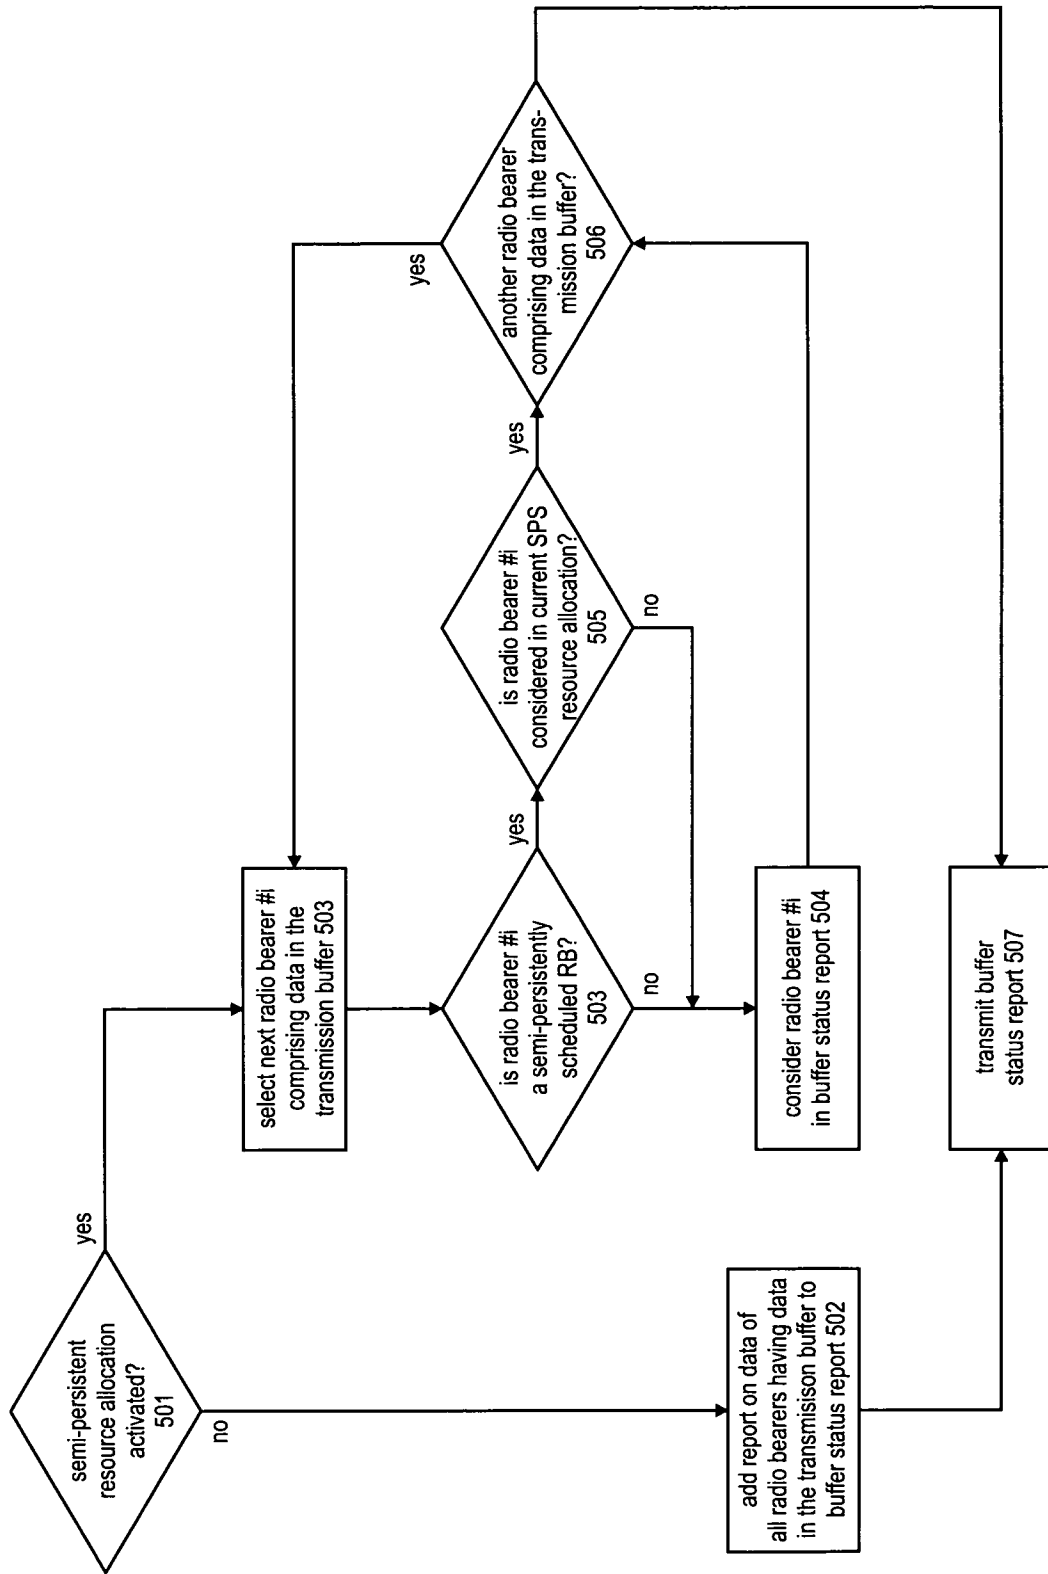 semi-persistent
resource allocation
activated?
501
yes
no
select next radio bearer #i
comprising data in the
transmission buffer 503
is radio bearer #i
a semi-persistently
scheduled RB?
503
yes
no
is radio bearer #i
considered in current SPS
resource allocation?
505
yes
no
another radio bearer
comprising data in the trans-
mission buffer?
506
yes
add report on data of
all radio bearers having data
in the transmisison buffer to
buffer status report 502
consider radio bearer #i
in buffer status report 504
transmit buffer
status report 507